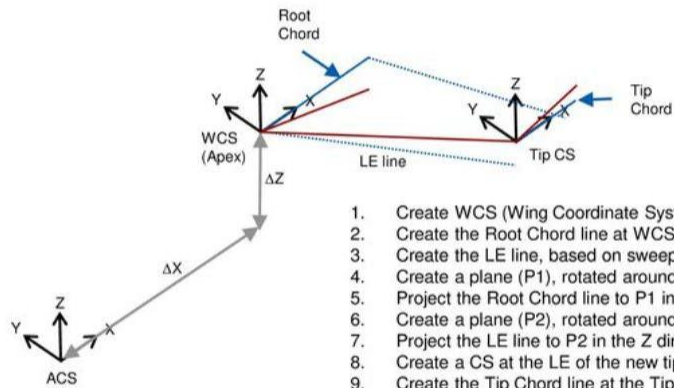 Root
Chord
Z
Y
X
WCS
(Apex)
ΔZ
LE line
Z
Y
X
Tip CS
Tip
Chord
ΔX
Z
Y
X
ACS
1. Create WCS (Wing Coordinate Sys
2. Create the Root Chord line at WCS
3. Create the LE line, based on sweep
4. Create a plane (P1), rotated around
5. Project the Root Chord line to P1 in
6. Create a plane (P2), rotated around
7. Project the LE line to P2 in the Z dir
8. Create a CS at the LE of the new tip
9. Create the Tip Chord line at the Tip